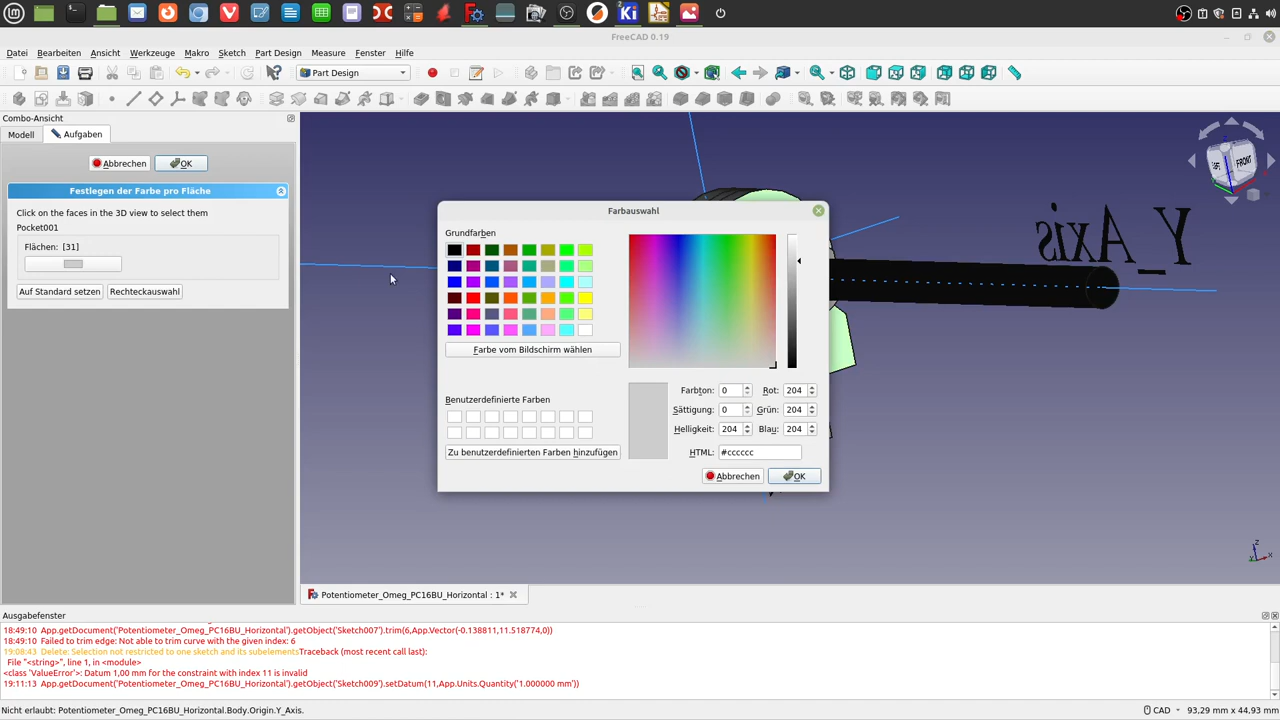 FreeCAD 0.19
Datei Bearbeiten Ansicht Werkzeuge Makro Sketch Part Design Measure Fenster Hilfe
Part Design
Combo-Ansicht
Modell Aufgaben
Abbrechen OK
Festlegen der Farbe pro Fläche
Click on the faces in the 3D view to select them
Pocket001
Flächen: [31]
Auf Standard setzen Rechteckauswahl
Farbauswahl
Grundfarben
Farbe vom Bildschirm wählen
Benutzerdefinierte Farben
Zu benutzerdefinierten Farben hinzufügen
Farbton: 0 Rot: 204
Sättigung: 0 Grün: 204
Helligkeit: 204 Blau: 204
HTML: #cccccc
Abbrechen OK
Y_Axis
FRONT
Z
X
Potentiometer_Omeg_PC16BU_Horizontal : 1*
Ausgabefenster
18:49:10 App.getDocument('Potentiometer_Omeg_PC16BU_Horizontal').getObject('Sketch007').trim(6,App.Vector(-0.138811,11.518774,0))
18:49:10 Failed to trim edge: Not able to trim curve with the given index: 6
19:08:43 Delete: Selection not restricted to one sketch and its subelementsTraceback (most recent call last):
File "<string>", line 1, in <module>
<class 'ValueError'>: Datum 1,00 mm for the constraint with index 11 is invalid
19:11:13 App.getDocument('Potentiometer_Omeg_PC16BU_Horizontal').getObject('Sketch009').setDatum(11,App.Units.Quantity('1.000000 mm'))
Nicht erlaubt: Potentiometer_Omeg_PC16BU_Horizontal.Body.Origin.Y_Axis.
CAD 93,29 mm x 44,93 mm